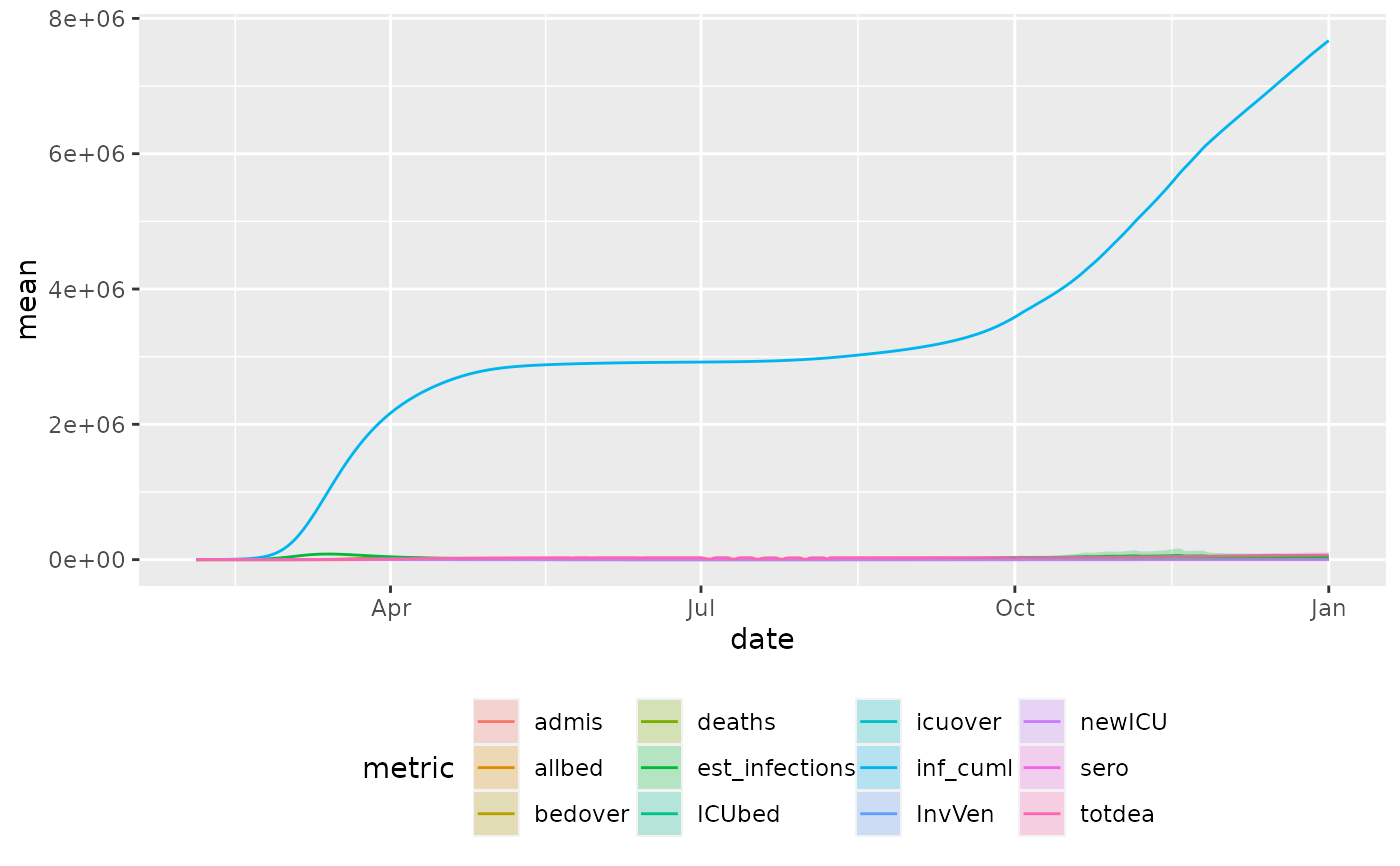 8e+06
6e+06
4e+06
2e+06
0e+00
mean
Apr Jul Oct Jan
date
metric
admis deaths icuover newICU
allbed est_infections inf_cuml sero
bedover ICUbed InvVen totdea